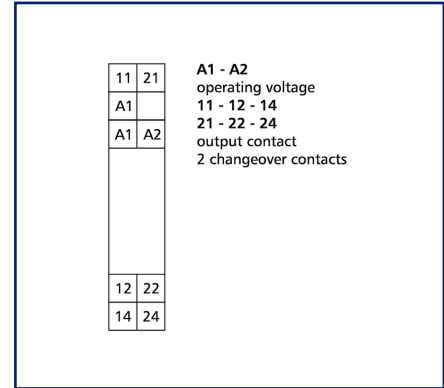 11 21
A1
A1 A2
12 22
14 24
A1 - A2
operating voltage
11 - 12 - 14
21 - 22 - 24
output contact
2 changeover contacts